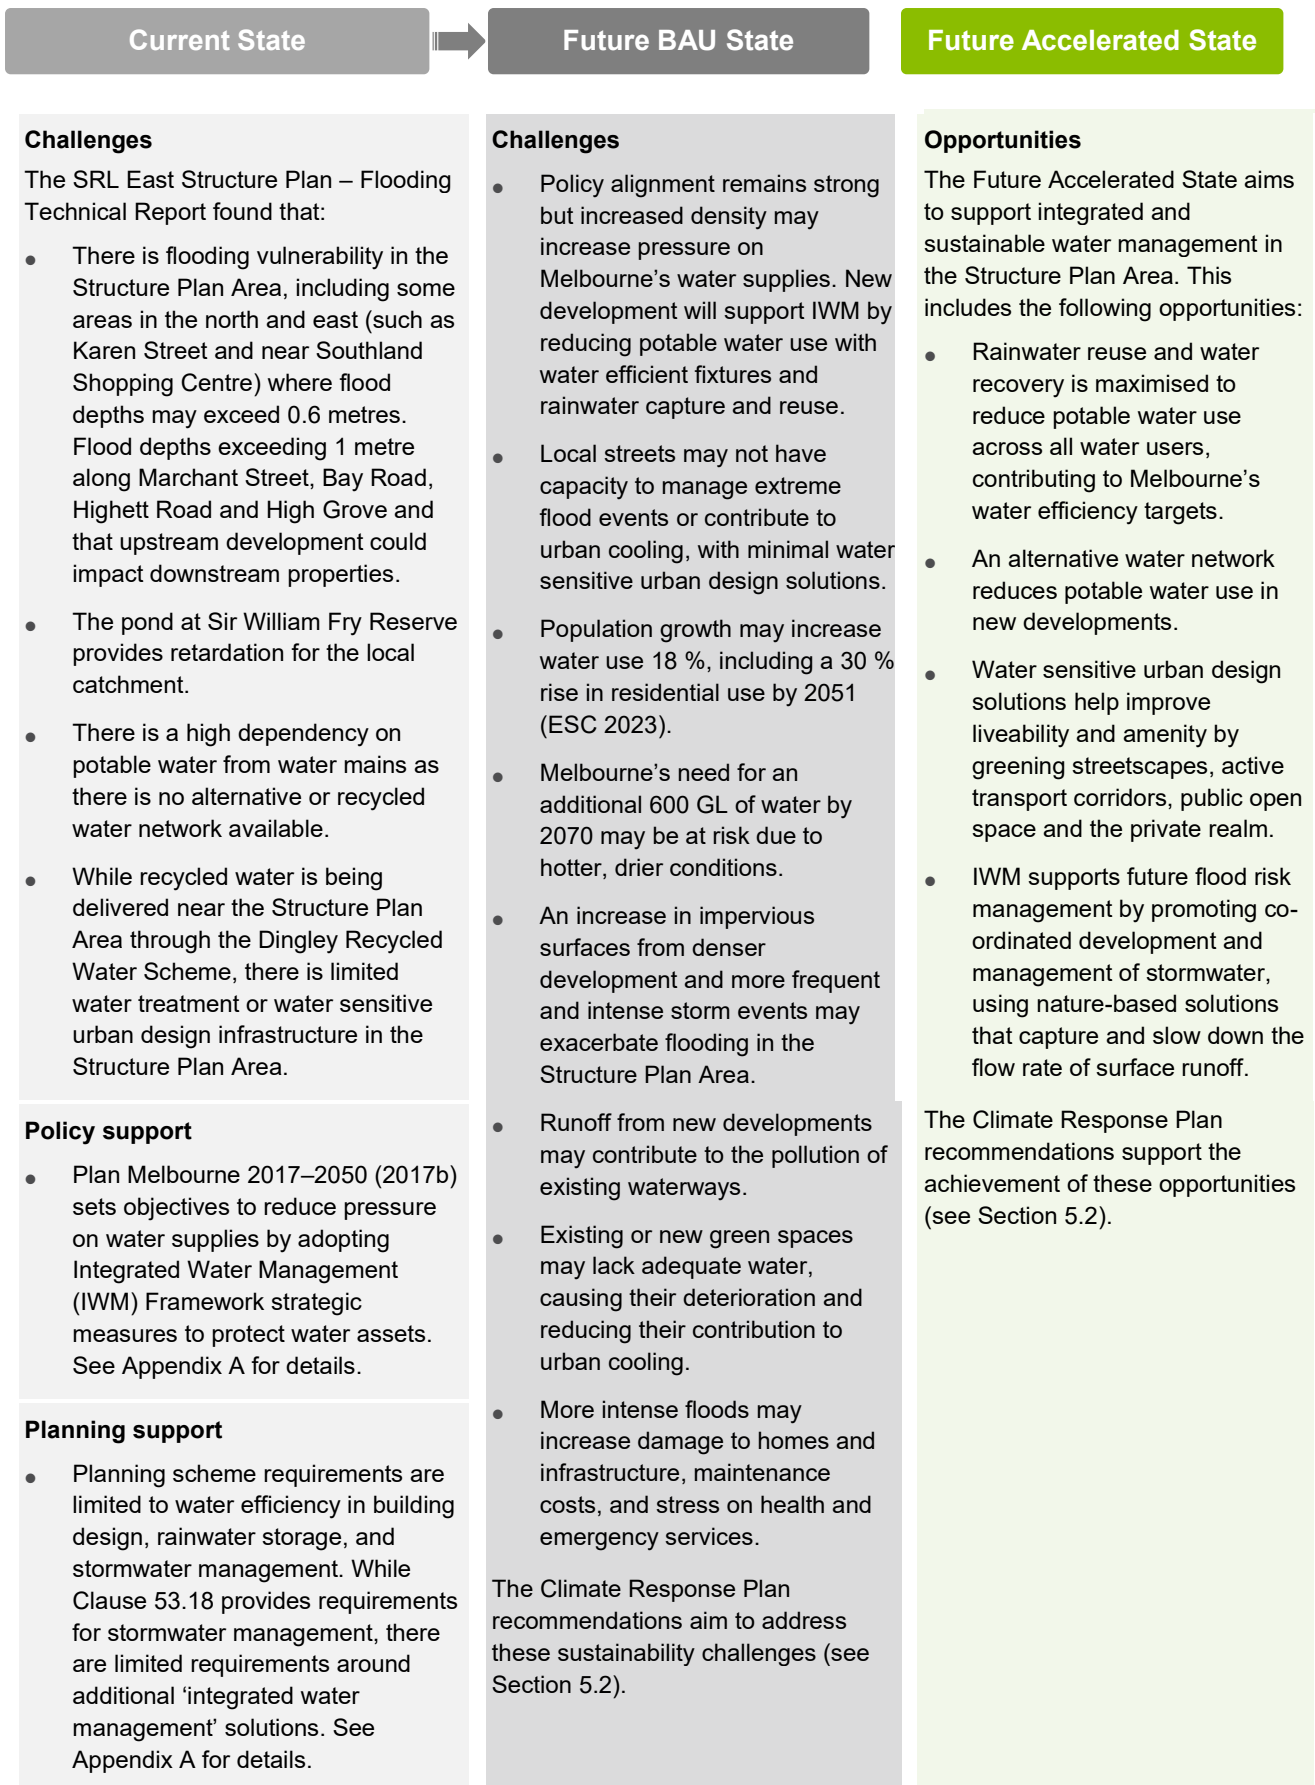 Current State
Future BAU State
Future Accelerated State
Challenges
The SRL East Structure Plan – Flooding
Technical Report found that:
● There is flooding vulnerability in the
Structure Plan Area, including some
areas in the north and east (such as
Karen Street and near Southland
Shopping Centre) where flood
depths may exceed 0.6 metres.
Flood depths exceeding 1 metre
along Marchant Street, Bay Road,
Highett Road and High Grove and
that upstream development could
impact downstream properties.
● The pond at Sir William Fry Reserve
provides retardation for the local
catchment.
● There is a high dependency on
potable water from water mains as
there is no alternative or recycled
water network available.
● While recycled water is being
delivered near the Structure Plan
Area through the Dingley Recycled
Water Scheme, there is limited
water treatment or water sensitive
urban design infrastructure in the
Structure Plan Area.
Policy support
● Plan Melbourne 2017–2050 (2017b)
sets objectives to reduce pressure
on water supplies by adopting
Integrated Water Management
(IWM) Framework strategic
measures to protect water assets.
See Appendix A for details.
Planning support
● Planning scheme requirements are
limited to water efficiency in building
design, rainwater storage, and
stormwater management. While
Clause 53.18 provides requirements
for stormwater management, there
are limited requirements around
additional ‘integrated water
management’ solutions. See
Appendix A for details.
Challenges
● Policy alignment remains strong
but increased density may
increase pressure on
Melbourne’s water supplies. New
development will support IWM by
reducing potable water use with
water efficient fixtures and
rainwater capture and reuse.
● Local streets may not have
capacity to manage extreme
flood events or contribute to
urban cooling, with minimal water
sensitive urban design solutions.
● Population growth may increase
water use 18 %, including a 30 %
rise in residential use by 2051
(ESC 2023).
● Melbourne’s need for an
additional 600 GL of water by
2070 may be at risk due to
hotter, drier conditions.
● An increase in impervious
surfaces from denser
development and more frequent
and intense storm events may
exacerbate flooding in the
Structure Plan Area.
● Runoff from new developments
may contribute to the pollution of
existing waterways.
● Existing or new green spaces
may lack adequate water,
causing their deterioration and
reducing their contribution to
urban cooling.
● More intense floods may
increase damage to homes and
infrastructure, maintenance
costs, and stress on health and
emergency services.
The Climate Response Plan
recommendations aim to address
these sustainability challenges (see
Section 5.2).
Opportunities
The Future Accelerated State aims
to support integrated and
sustainable water management in
the Structure Plan Area. This
includes the following opportunities:
● Rainwater reuse and water
recovery is maximised to
reduce potable water use
across all water users,
contributing to Melbourne’s
water efficiency targets.
● An alternative water network
reduces potable water use in
new developments.
● Water sensitive urban design
solutions help improve
liveability and amenity by
greening streetscapes, active
transport corridors, public open
space and the private realm.
● IWM supports future flood risk
management by promoting co-
ordinated development and
management of stormwater,
using nature-based solutions
that capture and slow down the
flow rate of surface runoff.
The Climate Response Plan
recommendations support the
achievement of these opportunities
(see Section 5.2).